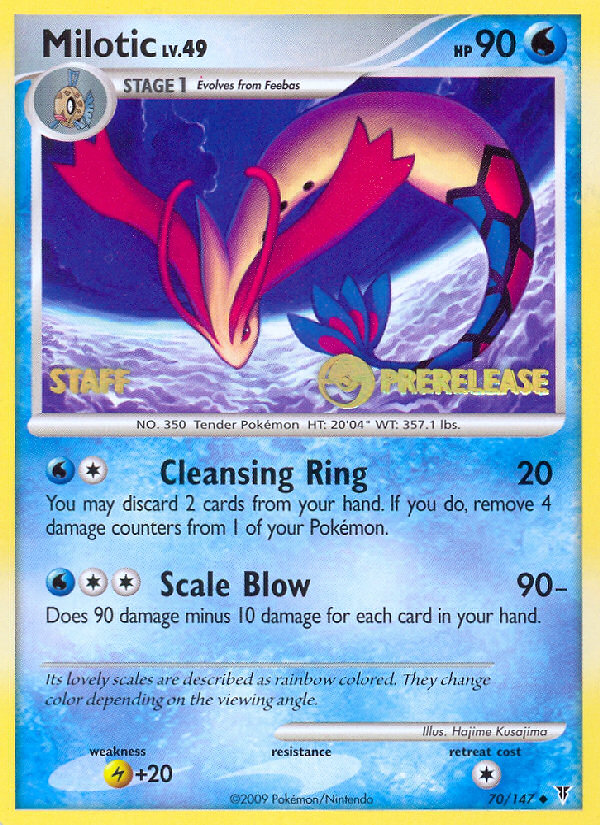 Milotic LV.49 HP 90
STAGE 1 Evolves from Feebas
STAFF PRERELEASE
NO. 350 Tender Pokémon HT: 20'04" WT: 357.1 lbs.
Cleansing Ring 20
You may discard 2 cards from your hand. If you do, remove 4
damage counters from 1 of your Pokémon.
Scale Blow 90–
Does 90 damage minus 10 damage for each card in your hand.
Its lovely scales are described as rainbow colored. They change
color depending on the viewing angle.
Illus. Hajime Kusajima
weakness resistance retreat cost
+20
©2009 Pokémon/Nintendo 70/147